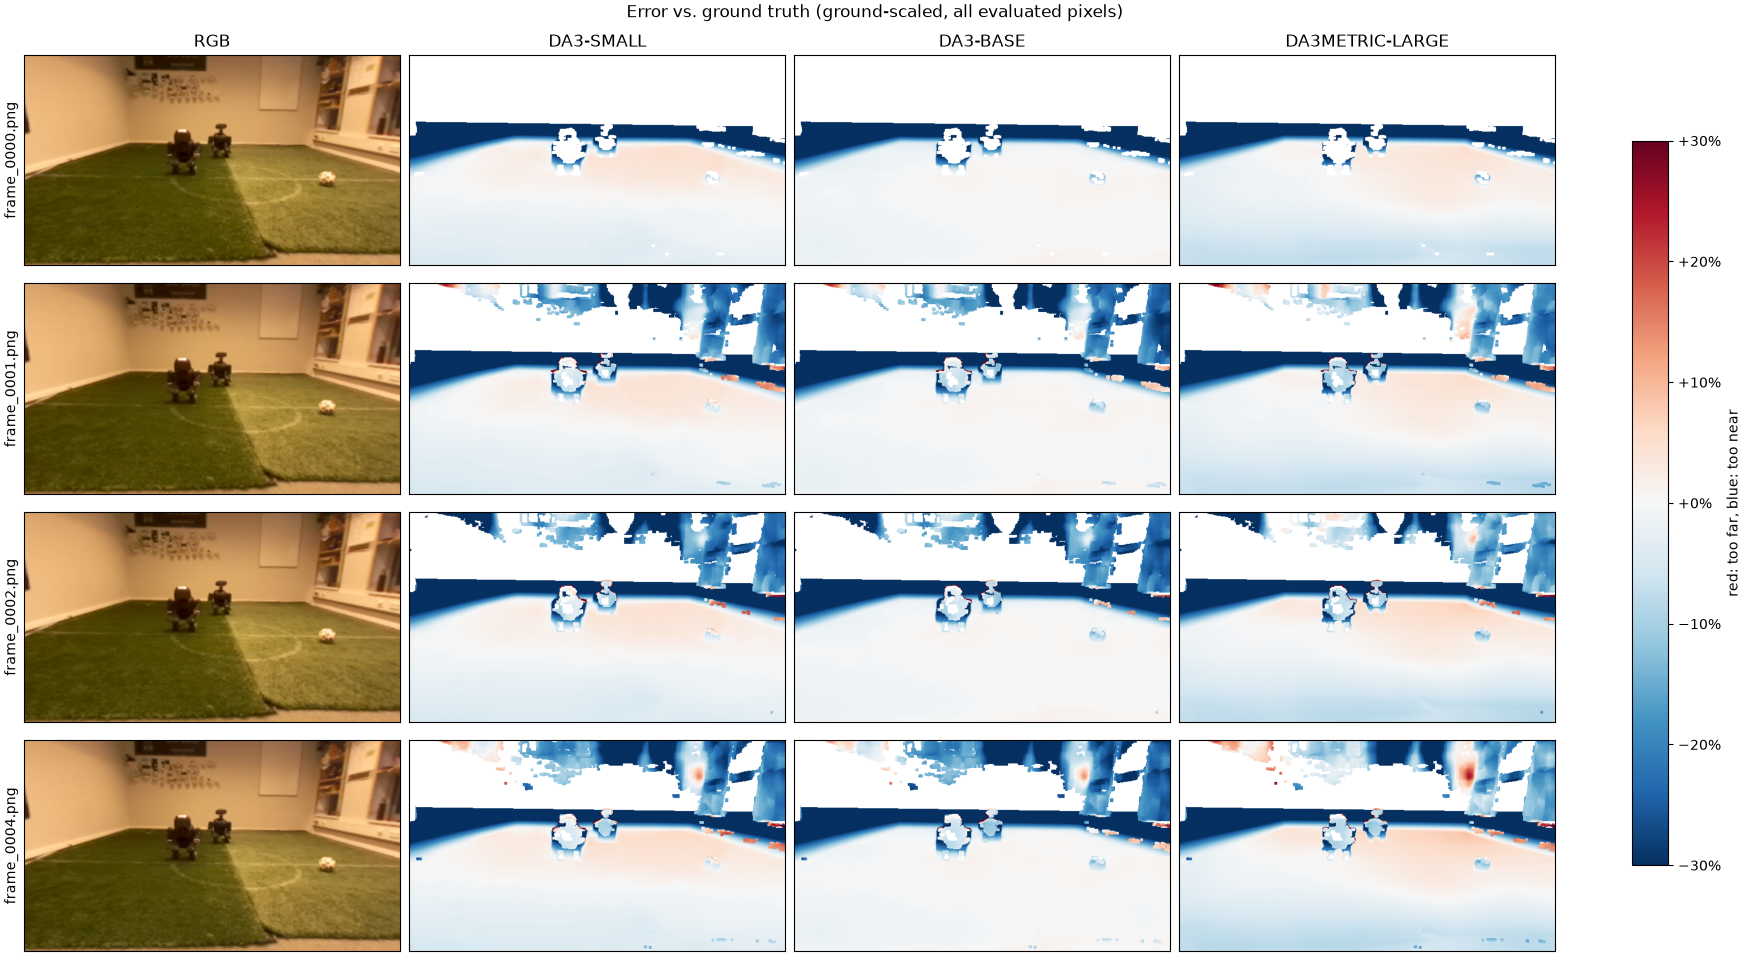 Error vs. ground truth (ground-scaled, all evaluated pixels)
RGB
DA3-SMALL
DA3-BASE
DA3METRIC-LARGE
frame_0000.png
frame_0001.png
frame_0002.png
frame_0004.png
+30%
+20%
+10%
+0%
−10%
−20%
−30%
red: too far, blue: too near